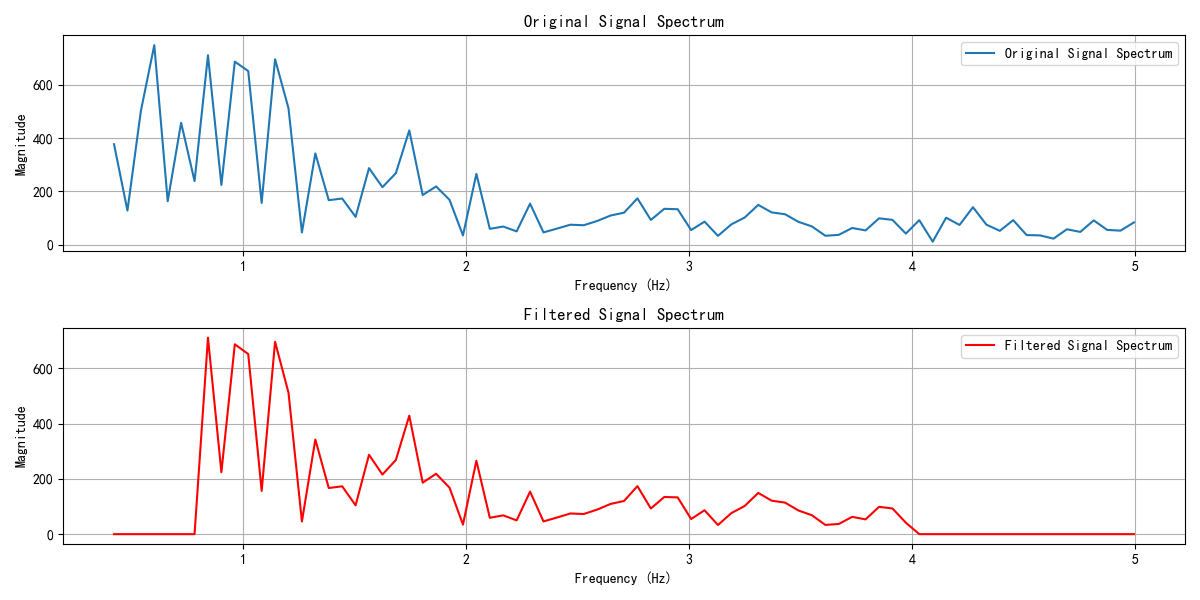 Original Signal Spectrum
Original Signal Spectrum
Magnitude
600
400
200
0
1 2 3 4 5
Frequency (Hz)
Filtered Signal Spectrum
Filtered Signal Spectrum
Magnitude
600
400
200
0
1 2 3 4 5
Frequency (Hz)